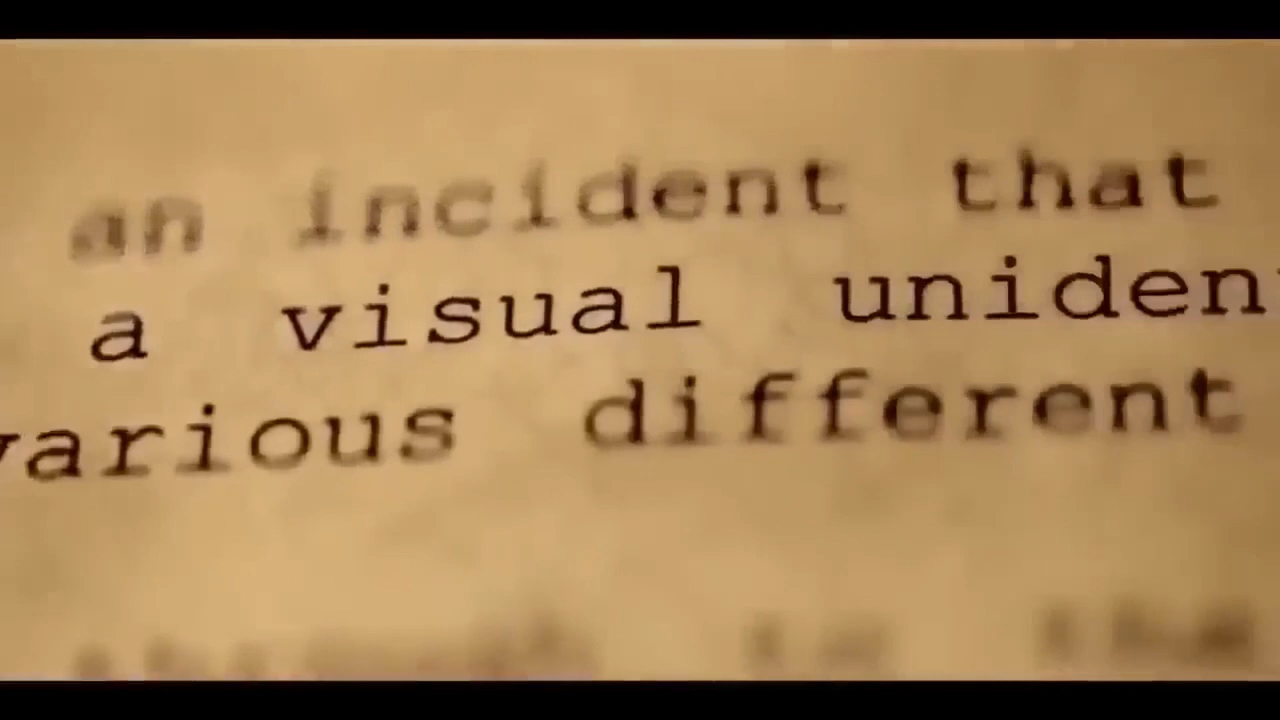 an incident that
a visual uniden
various different